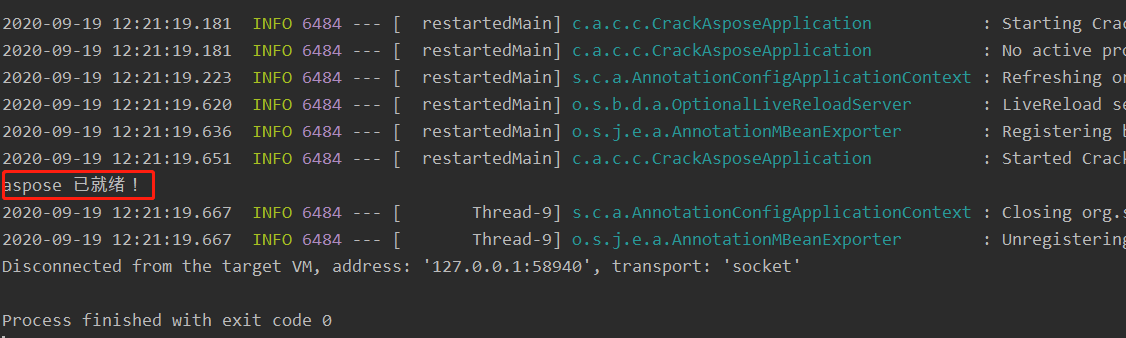 2020-09-19 12:21:19.181  INFO 6484 --- [  restartedMain] c.a.c.c.CrackAsposeApplication           : Starting Crac
2020-09-19 12:21:19.181  INFO 6484 --- [  restartedMain] c.a.c.c.CrackAsposeApplication           : No active pro
2020-09-19 12:21:19.223  INFO 6484 --- [  restartedMain] s.c.a.AnnotationConfigApplicationContext : Refreshing or
2020-09-19 12:21:19.620  INFO 6484 --- [  restartedMain] o.s.b.d.a.OptionalLiveReloadServer       : LiveReload se
2020-09-19 12:21:19.636  INFO 6484 --- [  restartedMain] o.s.j.e.a.AnnotationMBeanExporter        : Registering b
2020-09-19 12:21:19.651  INFO 6484 --- [  restartedMain] c.a.c.c.CrackAsposeApplication           : Started Crack
aspose 已就绪！
2020-09-19 12:21:19.667  INFO 6484 --- [       Thread-9] s.c.a.AnnotationConfigApplicationContext : Closing org.s
2020-09-19 12:21:19.667  INFO 6484 --- [       Thread-9] o.s.j.e.a.AnnotationMBeanExporter        : Unregistering
Disconnected from the target VM, address: '127.0.0.1:58940', transport: 'socket'
Process finished with exit code 0